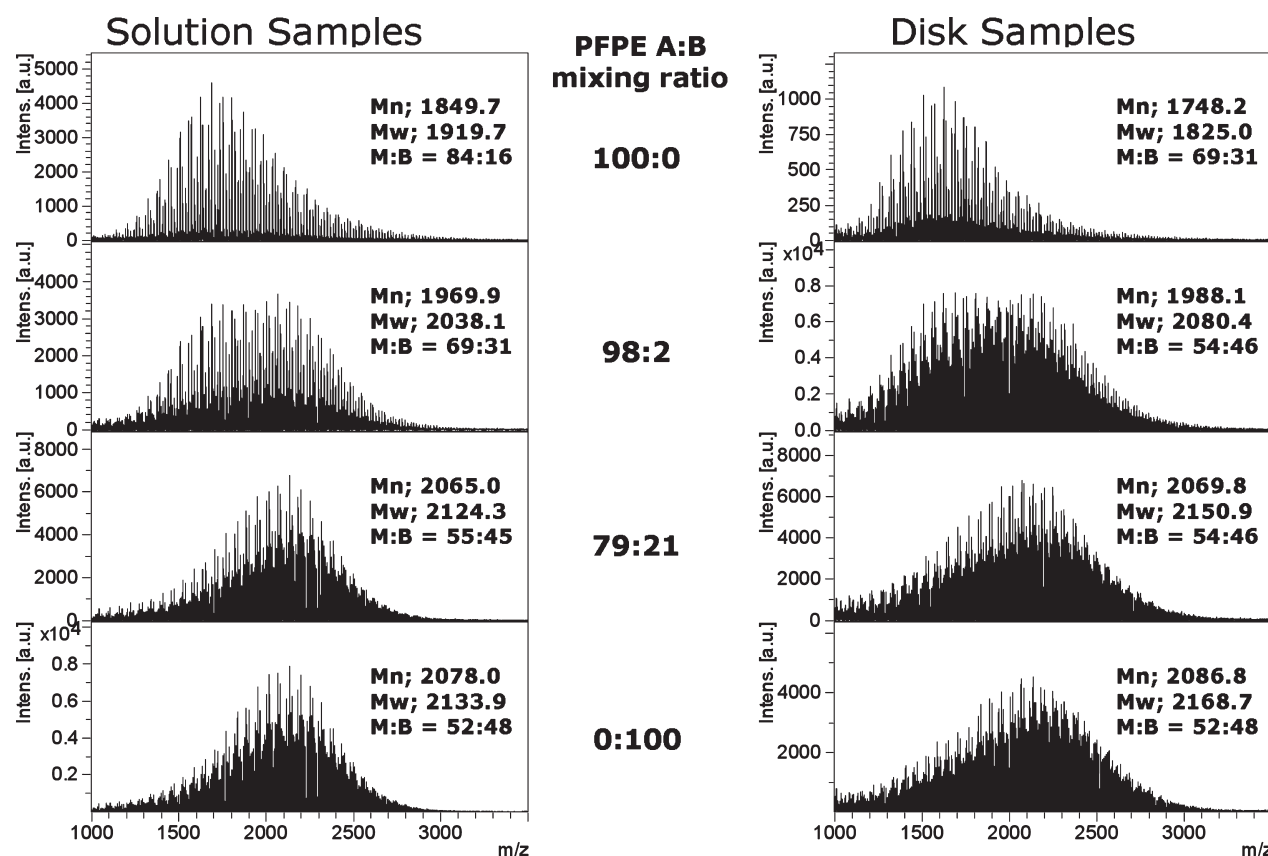 Solution Samples
PFPE A:B
mixing ratio
Disk Samples
Intens. [a.u.]
5000
4000
3000
2000
1000
0
Mn; 1849.7
Mw; 1919.7
M:B = 84:16
100:0
Intens. [a.u.]
1000
750
500
250
0
Mn; 1748.2
Mw; 1825.0
M:B = 69:31
Intens. [a.u.]
4000
3000
2000
1000
0
Mn; 1969.9
Mw; 2038.1
M:B = 69:31
98:2
Intens. [a.u.]
x10^4
0.8
0.6
0.4
0.2
0.0
Mn; 1988.1
Mw; 2080.4
M:B = 54:46
Intens. [a.u.]
8000
6000
4000
2000
0
Mn; 2065.0
Mw; 2124.3
M:B = 55:45
79:21
Intens. [a.u.]
8000
6000
4000
2000
0
Mn; 2069.8
Mw; 2150.9
M:B = 54:46
Intens. [a.u.]
x10^4
0.8
0.6
0.4
0.2
Mn; 2078.0
Mw; 2133.9
M:B = 52:48
1000 1500 2000 2500 3000
m/z
0:100
Intens. [a.u.]
4000
2000
Mn; 2086.8
Mw; 2168.7
M:B = 52:48
1000 1500 2000 2500 3000
m/z